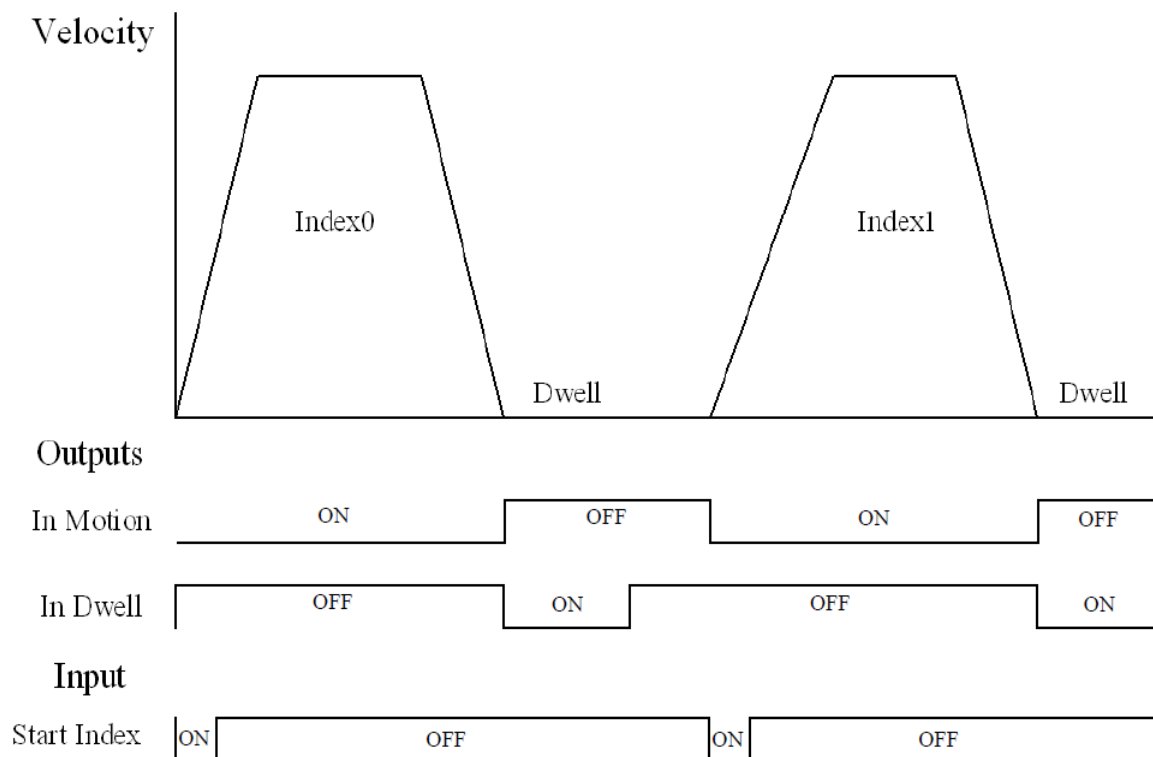 Velocity
Index0
Index1
Dwell
Dwell
Outputs
In Motion
ON
OFF
ON
OFF
In Dwell
OFF
ON
OFF
ON
Input
Start Index
ON
OFF
ON
OFF